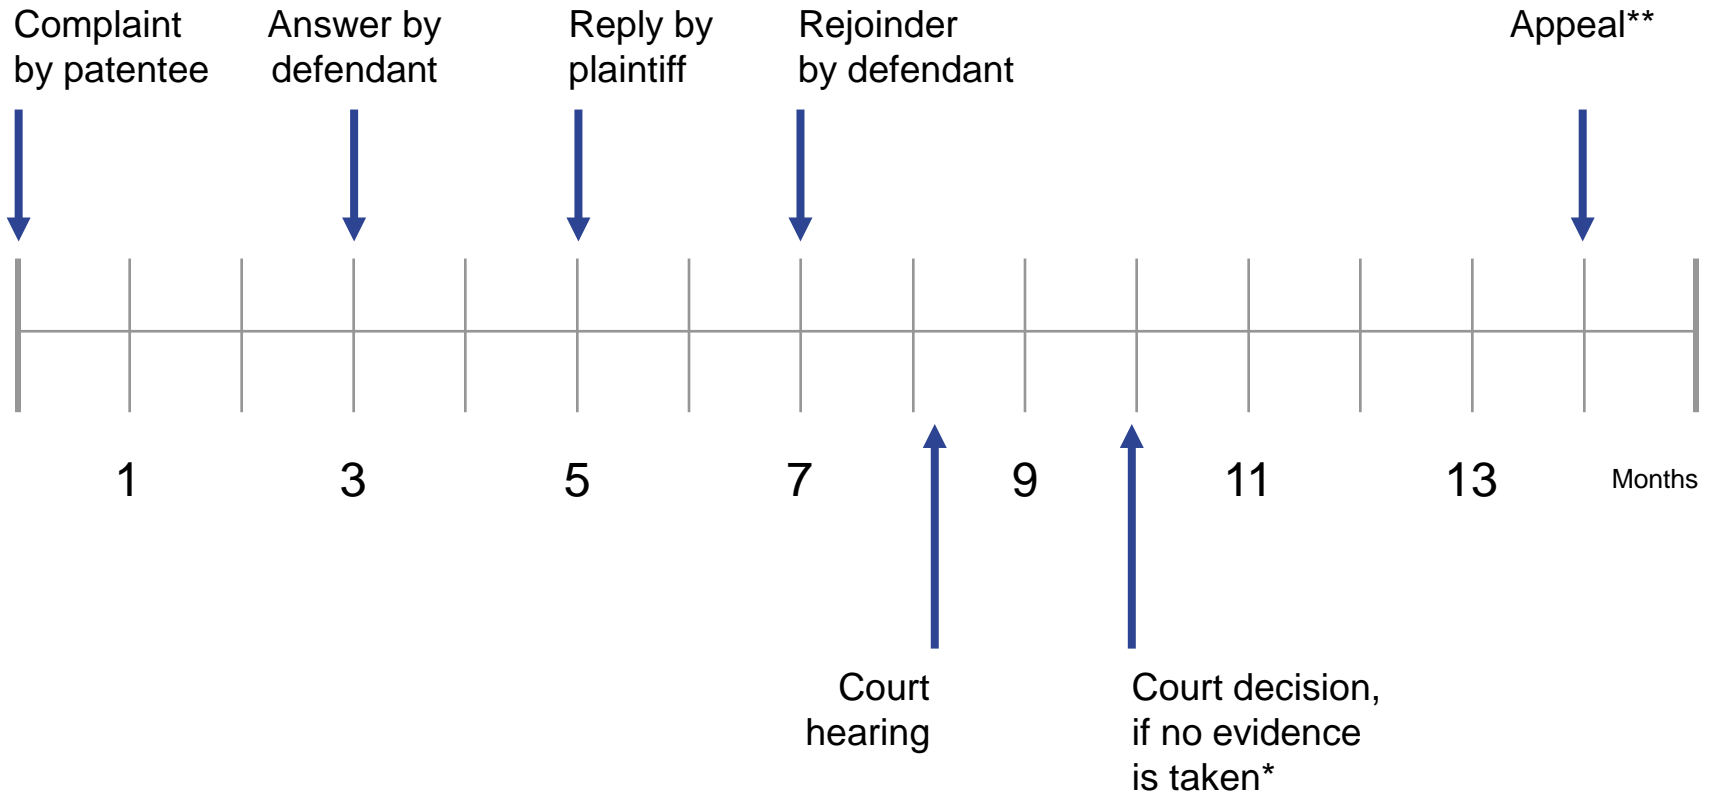 Complaint
by patentee
Answer by
defendant
Reply by
plaintiff
Rejoinder
by defendant
Appeal**
1
3
5
7
9
11
13
Months
Court
hearing
Court decision,
if no evidence
is taken*